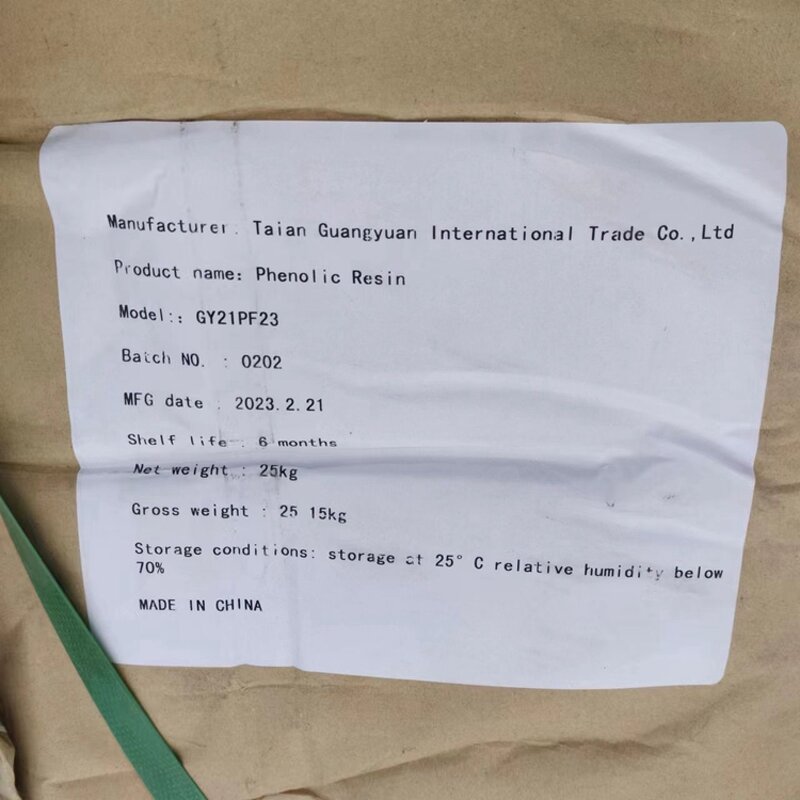 Manufacturer. Taian Guangyuan International Trade Co.,Ltd
Product name: Phenolic Resin
Model:: GY21PF23
Batch NO. : 0202
MFG date : 2023.2.21
Shelf life : 6 months
Net weight : 25kg
Gross weight : 25 15kg
Storage conditions: storage at 25° C relative humidity below
70%
MADE IN CHINA